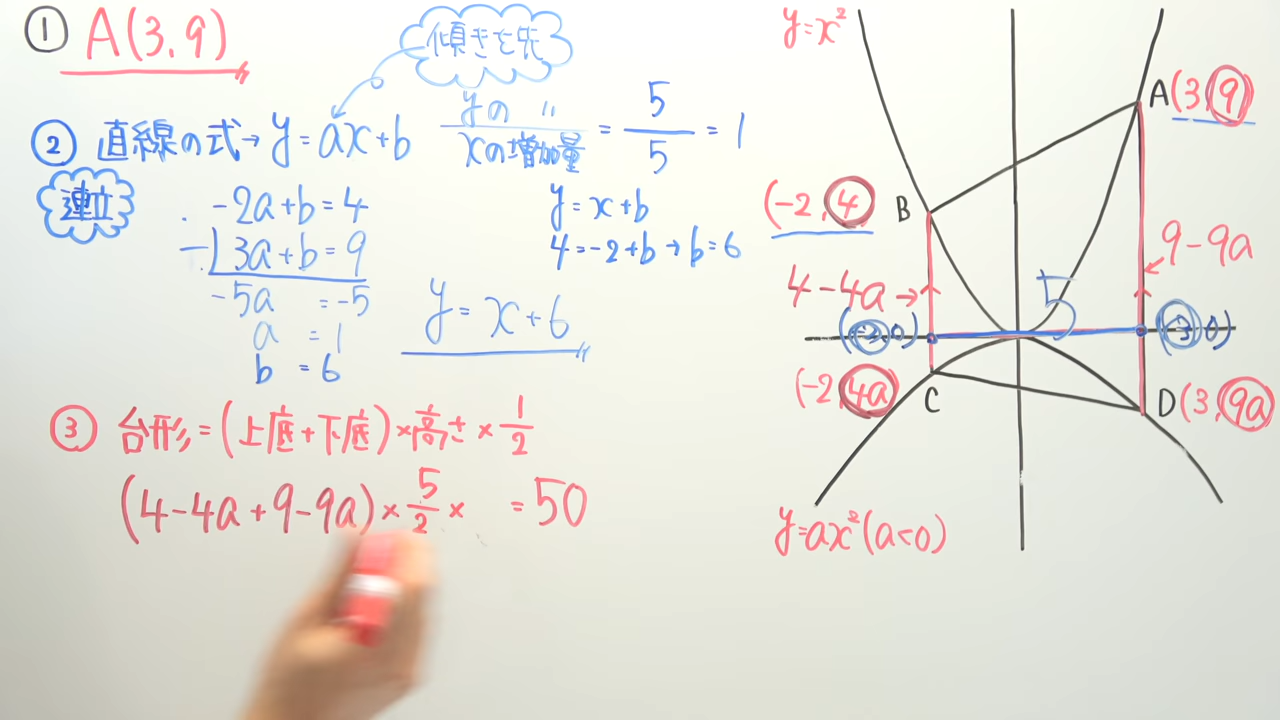 ① A(3,9)
傾きを先
② 直線の式→y=ax+b
yの 〃 / xの増加量 = 5/5 = 1
連立
-2a+b=4
-) 3a+b=9
-5a =-5
a =1
b =6
y=x+b
4=-2+b→b=6
y=x+6
③ 台形=(上底+下底)×高さ×1/2
(4-4a+9-9a)×5/2× =50
y=x²
A(3,9)
(-2,4) B
9-9a
4-4a→
5
0)
0)
(-2,4a) C
D(3,9a)
y=ax²(a<0)